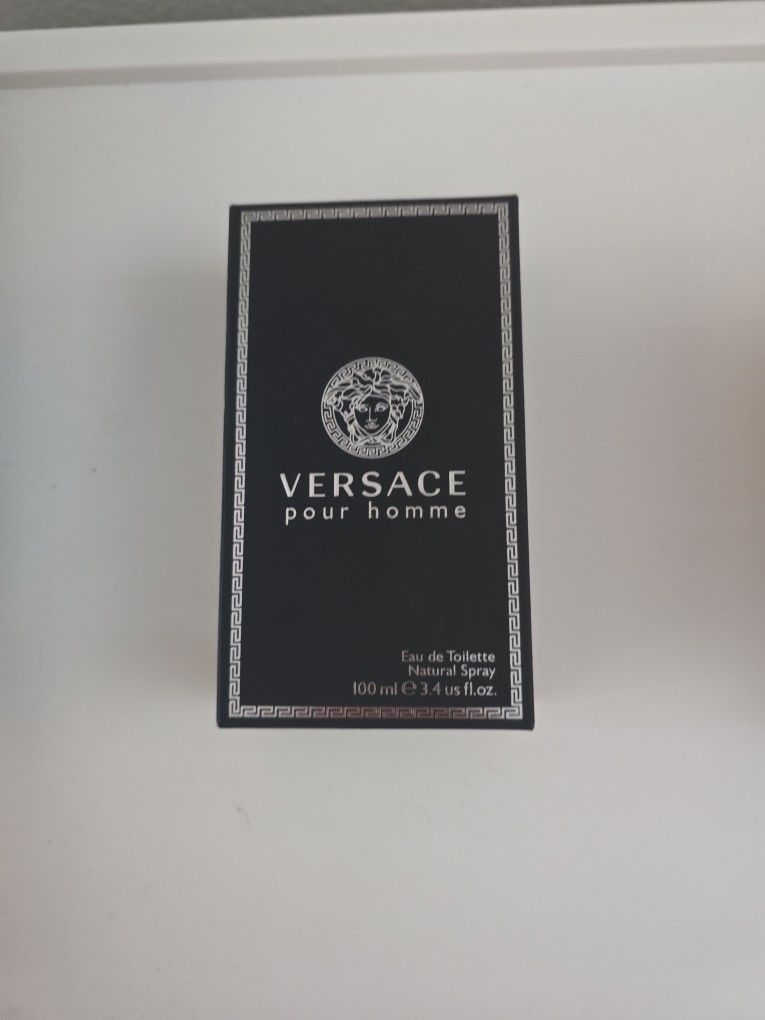 VERSACE
pour homme
Eau de Toilette
Natural Spray
100 ml ℮ 3.4 us fl.oz.